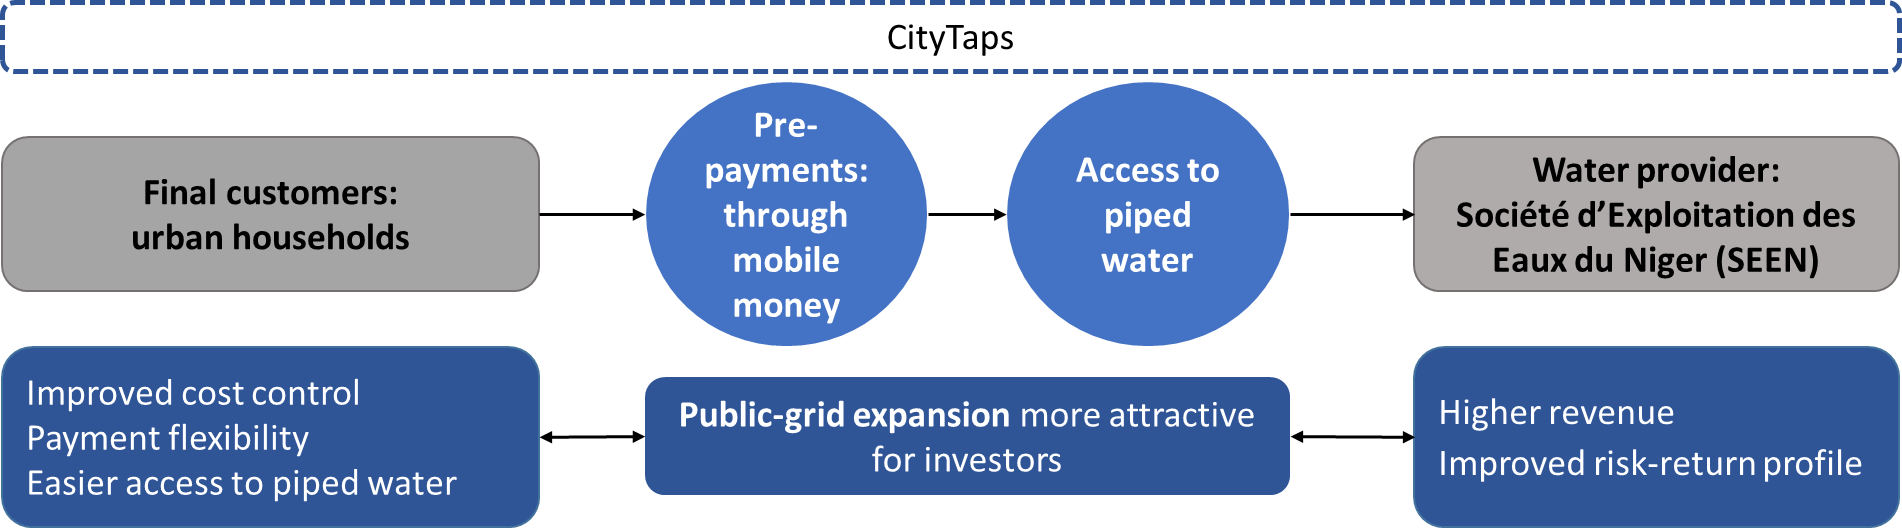 CityTaps
Final customers:
urban households
Pre-
payments:
through
mobile
money
Access to
piped
water
Water provider:
Société d’Exploitation des
Eaux du Niger (SEEN)
Improved cost control
Payment flexibility
Easier access to piped water
Public-grid expansion more attractive
for investors
Higher revenue
Improved risk-return profile